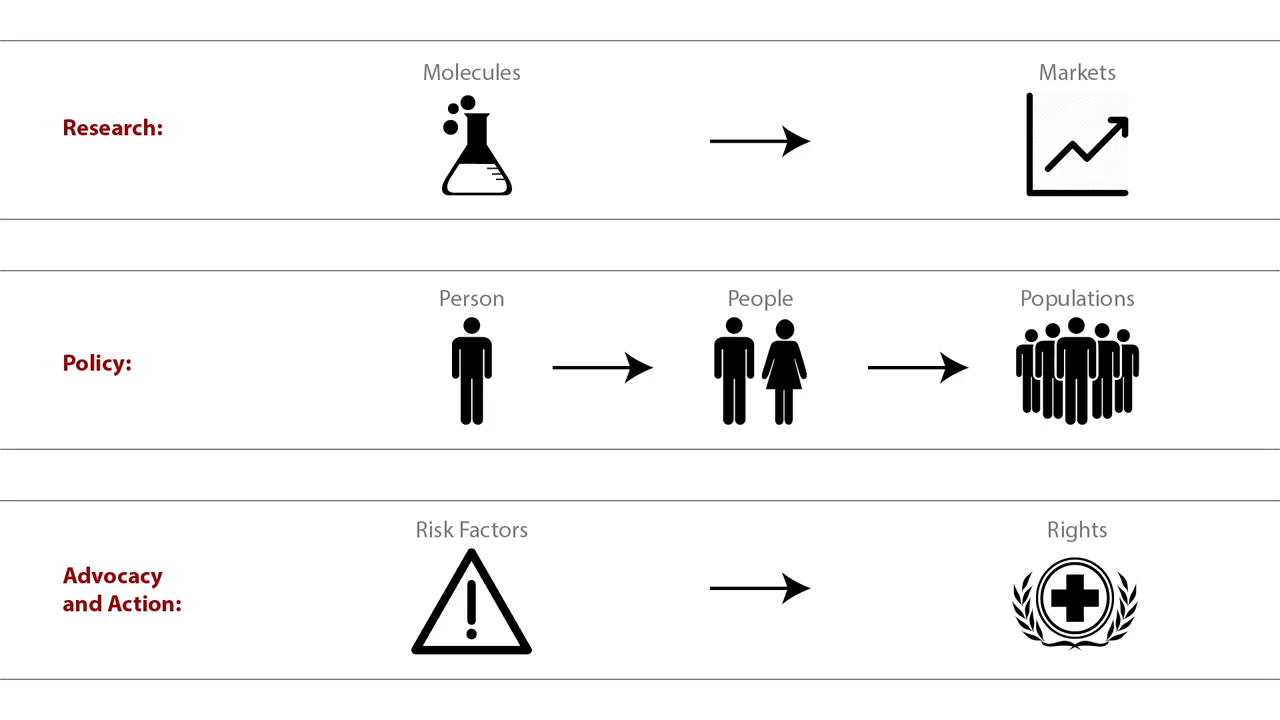 Research:
Molecules
Markets
Policy:
Person
People
Populations
Advocacy
and Action:
Risk Factors
Rights